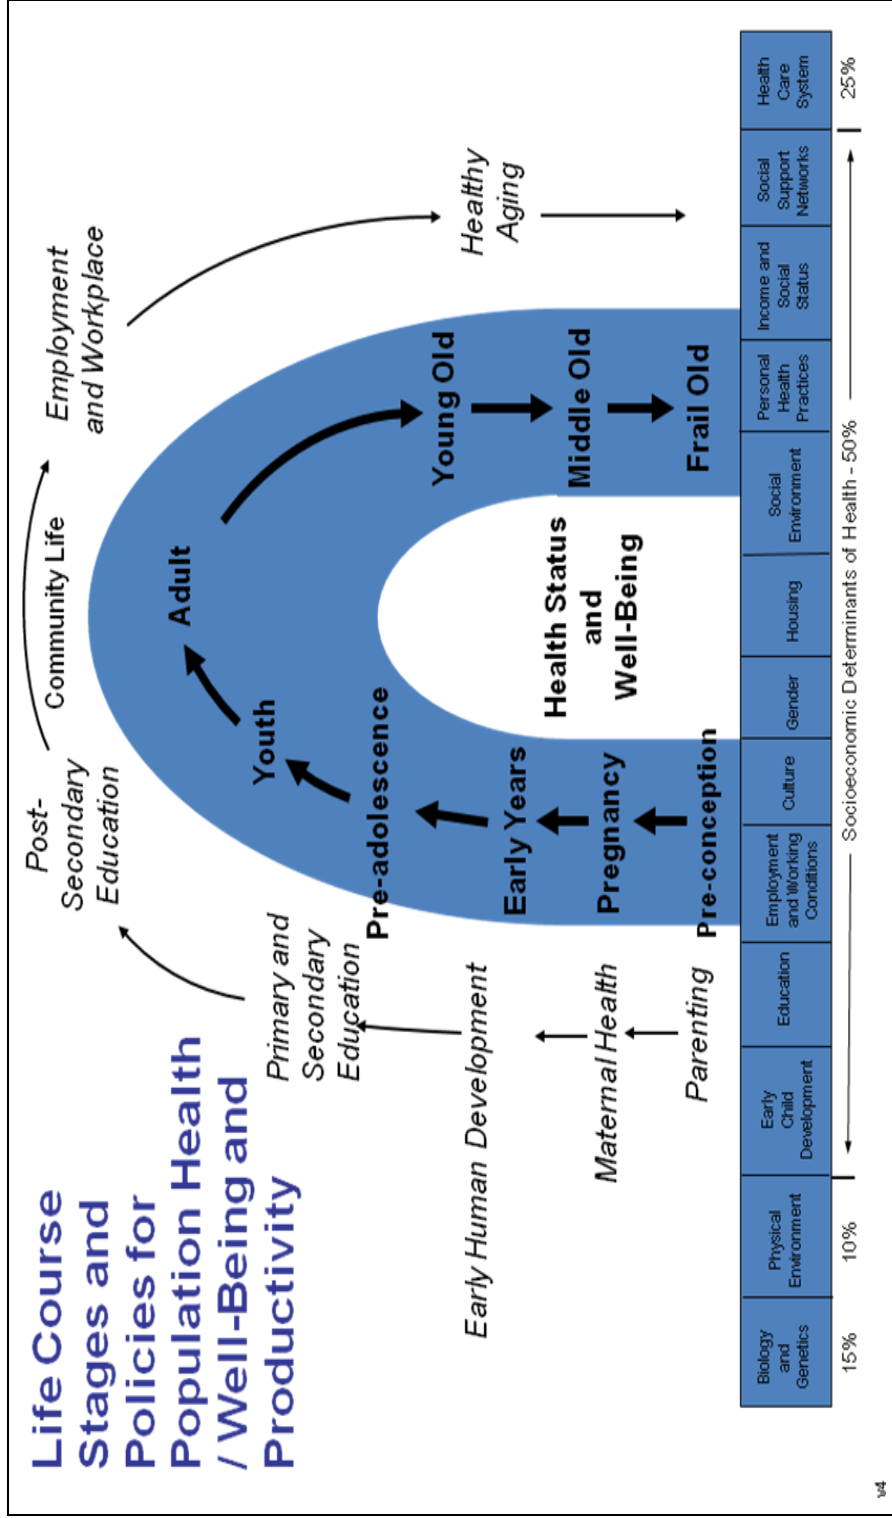 Life Course
Stages and
Policies for
Population Health
/ Well-Being and
Productivity
Post-
Secondary
Education
Community Life
Employment
and Workplace
Primary and
Secondary
Education
Early Human Development
Maternal Health
Parenting
Healthy
Aging
Pre-conception
Pregnancy
Early Years
Pre-adolescence
Youth
Adult
Young Old
Middle Old
Frail Old
Health Status
and
Well-Being
Biology
and
Genetics
Physical
Environment
Early
Child
Development
Education
Employment
and Working
Conditions
Culture
Gender
Housing
Social
Environment
Personal
Health
Practices
Income and
Social
Status
Social
Support
Networks
Health
Care
System
15%
10%
Socioeconomic Determinants of Health - 50%
25%